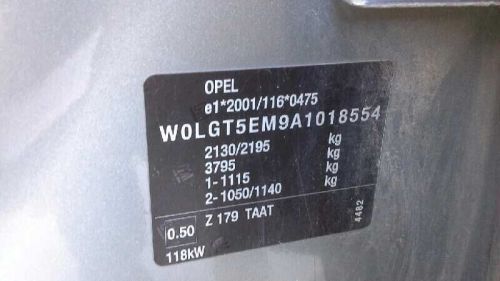 OPEL
e1*2001/116*0475
W0LGT5EM9A1018554
2130/2195 kg
3795 kg
1-1115 kg
2-1050/1140 kg
0.50 Z 179 TAAT
118kW
4482